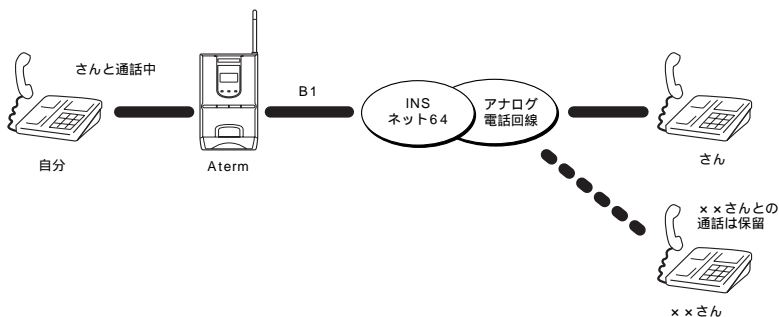 さんと通話中
B1
INS
ネット64
アナログ
電話回線
自分
Aterm
さん
××さんとの
通話は保留
××さん